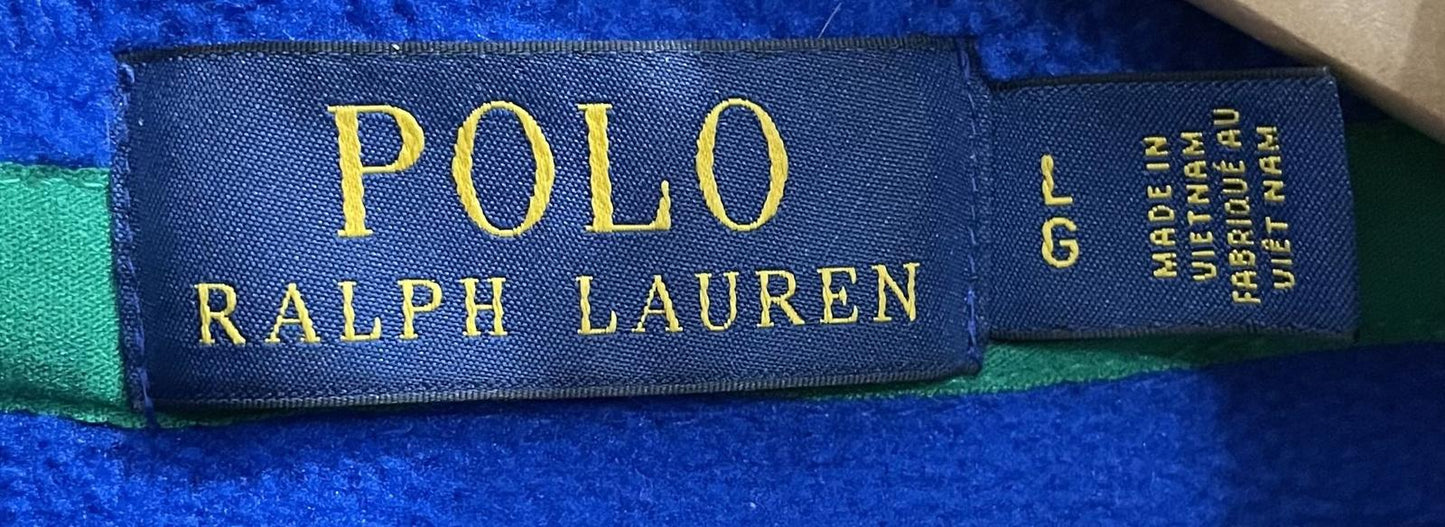 POLO
RALPH LAUREN
L
G
MADE IN
VIETNAM
FABRIQUÉ AU
VIÊT NAM